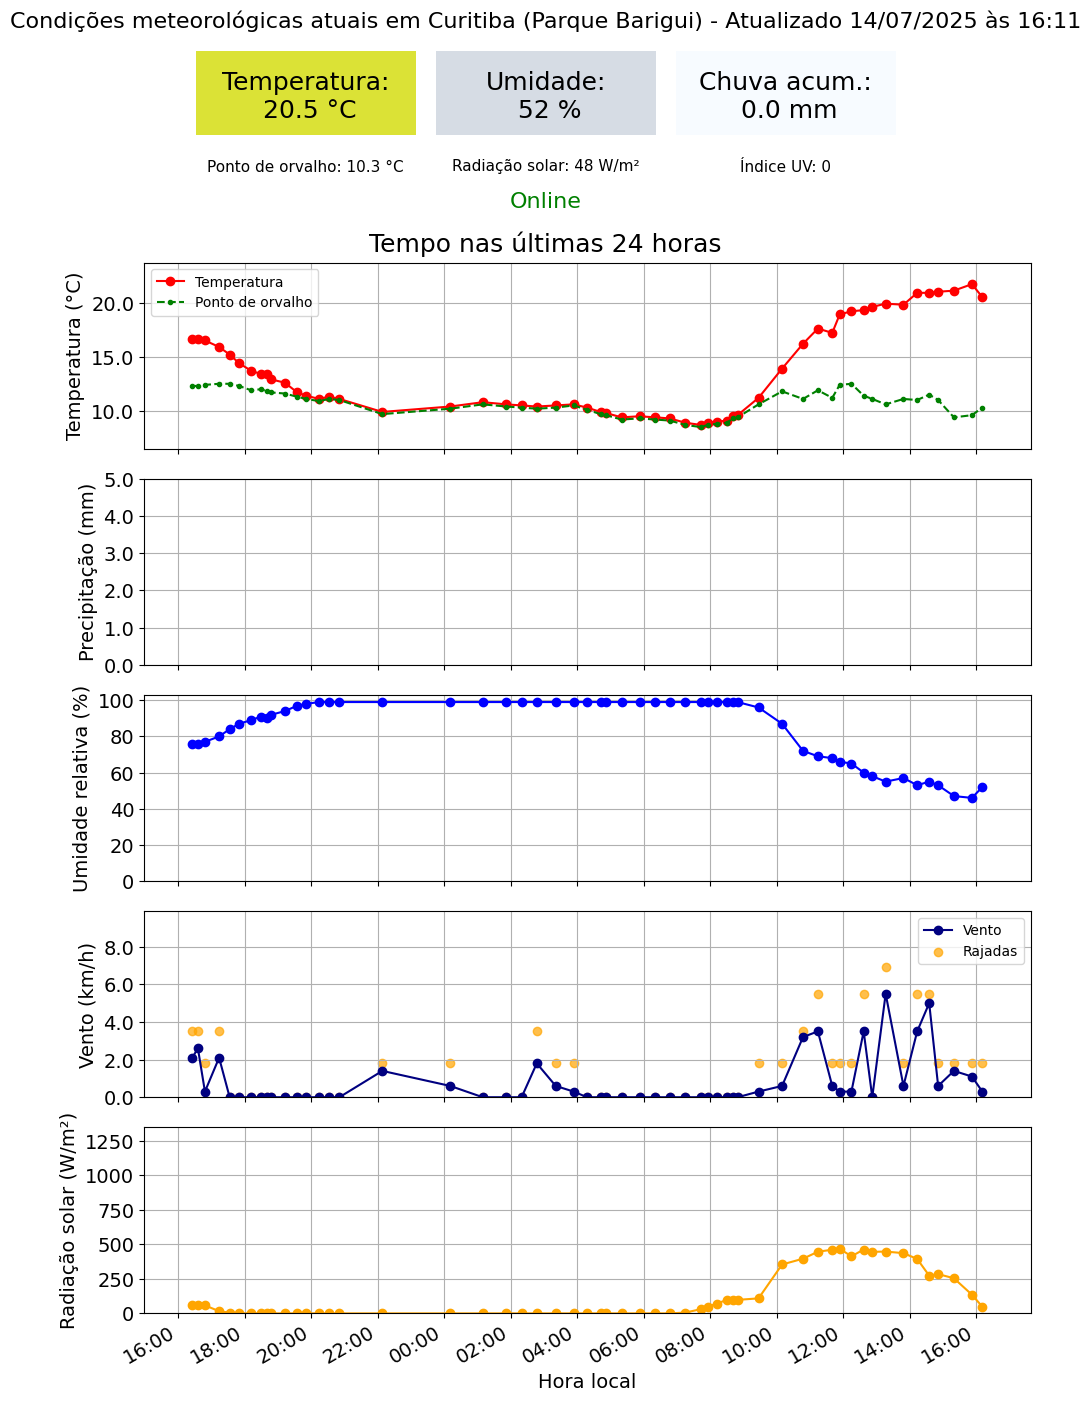 Condições meteorológicas atuais em Curitiba (Parque Barigui) - Atualizado 14/07/2025 às 16:11
Temperatura:
20.5 °C
Umidade:
52 %
Chuva acum.:
0.0 mm
Ponto de orvalho: 10.3 °C
Radiação solar: 48 W/m²
Índice UV: 0
Online
Tempo nas últimas 24 horas
Temperatura (°C)
20.0
15.0
10.0
Temperatura
Ponto de orvalho
Precipitação (mm)
5.0
4.0
3.0
2.0
1.0
0.0
Umidade relativa (%)
100
80
60
40
20
0
Vento (km/h)
8.0
6.0
4.0
2.0
0.0
Vento
Rajadas
Radiação solar (W/m²)
1250
1000
750
500
250
0
16:00 18:00 20:00 22:00 00:00 02:00 04:00 06:00 08:00 10:00 12:00 14:00 16:00
Hora local